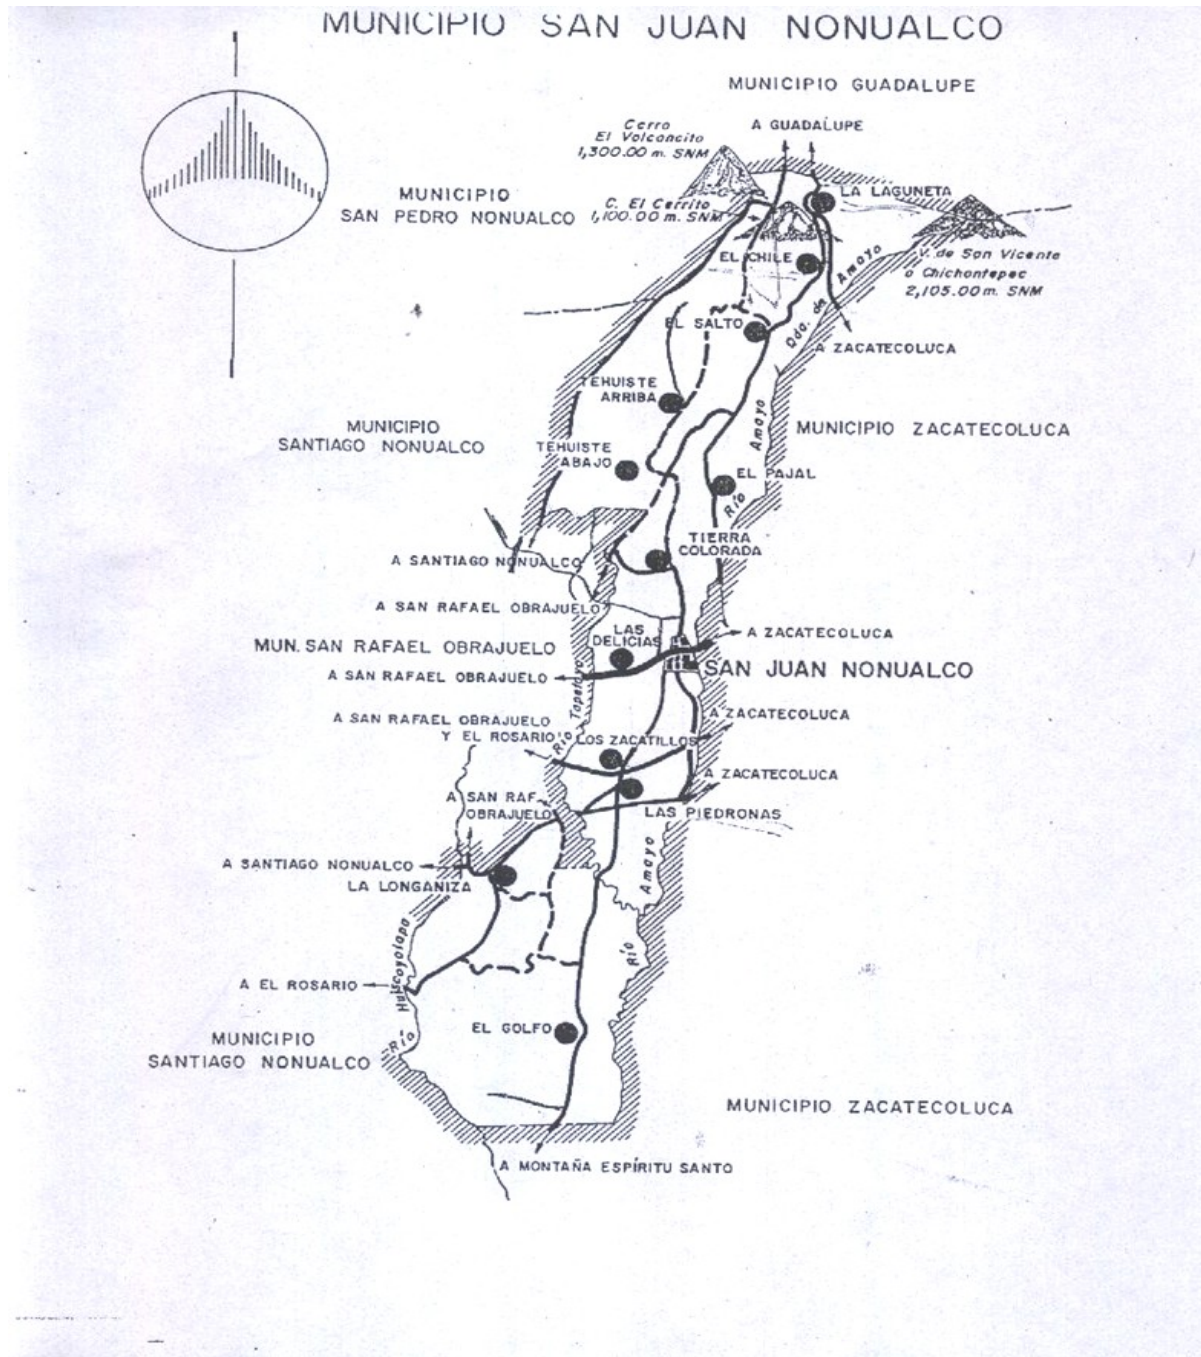 MUNICIPIO SAN JUAN NONUALCO
MUNICIPIO GUADALUPE
A GUADALUPE
Cerro
El Volcancito
1,300.00 m. SNM
MUNICIPIO
SAN PEDRO NONUALCO
C. El Cerrito
1,100.00 m. SNM
LA LAGUNETA
EL CHILE
V. de San Vicente
o Chichontepec
2,105.00 m. SNM
Qda. de Amayo
EL SALTO
A ZACATECOLUCA
TEHUISTE
ARRIBA
MUNICIPIO
SANTIAGO NONUALCO
MUNICIPIO ZACATECOLUCA
TEHUISTE
ABAJO
EL PAJAL
Río Amayo
TIERRA
COLORADA
A SANTIAGO NONUALCO
A SAN RAFAEL OBRAJUELO
LAS
DELICIAS
A ZACATECOLUCA
MUN. SAN RAFAEL OBRAJUELO
SAN JUAN NONUALCO
A SAN RAFAEL OBRAJUELO
A SAN RAFAEL OBRAJUELO
Y EL ROSARIO
Río
A ZACATECOLUCA
LOS ZACATILLOS
A ZACATECOLUCA
A SAN RAF.
OBRAJUELO
LAS PIEDRONAS
A SANTIAGO NONUALCO
LA LONGANIZA
Río Amayo
A EL ROSARIO
Río
EL GOLFO
MUNICIPIO
SANTIAGO NONUALCO
MUNICIPIO ZACATECOLUCA
A MONTAÑA ESPÍRITU SANTO